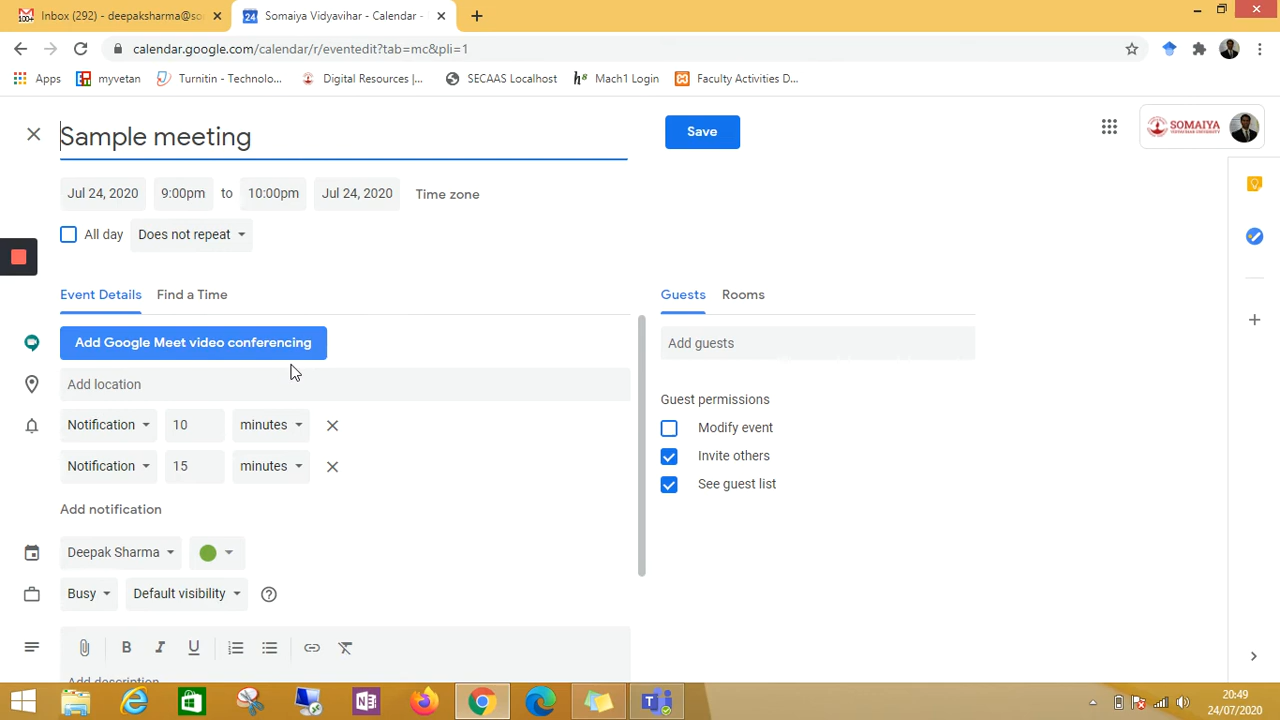 100+ Inbox (292) - deepaksharma@so
24 Somaiya Vidyavihar - Calendar -
calendar.google.com/calendar/r/eventedit?tab=mc&pli=1
Apps myvetan Turnitin - Technolo... Digital Resources |... SECAAS Localhost h8 Mach1 Login Faculty Activities D...
Sample meeting
Save
SOMAIYA
Jul 24, 2020 9:00pm to 10:00pm Jul 24, 2020 Time zone
All day Does not repeat
Event Details Find a Time
Guests Rooms
Add Google Meet video conferencing
Add guests
Add location
Guest permissions
Notification 10 minutes
Modify event
Invite others
Notification 15 minutes
See guest list
Add notification
Deepak Sharma
Busy Default visibility
B I U
Add description
20:49
24/07/2020